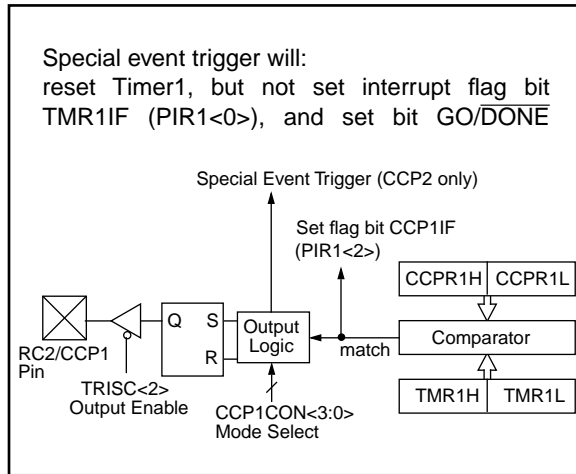 Special event trigger will:
reset Timer1, but not set interrupt flag bit
TMR1IF (PIR1<0>), and set bit GO/DONE
Special Event Trigger (CCP2 only)
Set flag bit CCP1IF
(PIR1<2>)
CCPR1H CCPR1L
Q S
R
Output
Logic
match
Comparator
RC2/CCP1
Pin
TRISC<2>
Output Enable
CCP1CON<3:0>
Mode Select
TMR1H TMR1L